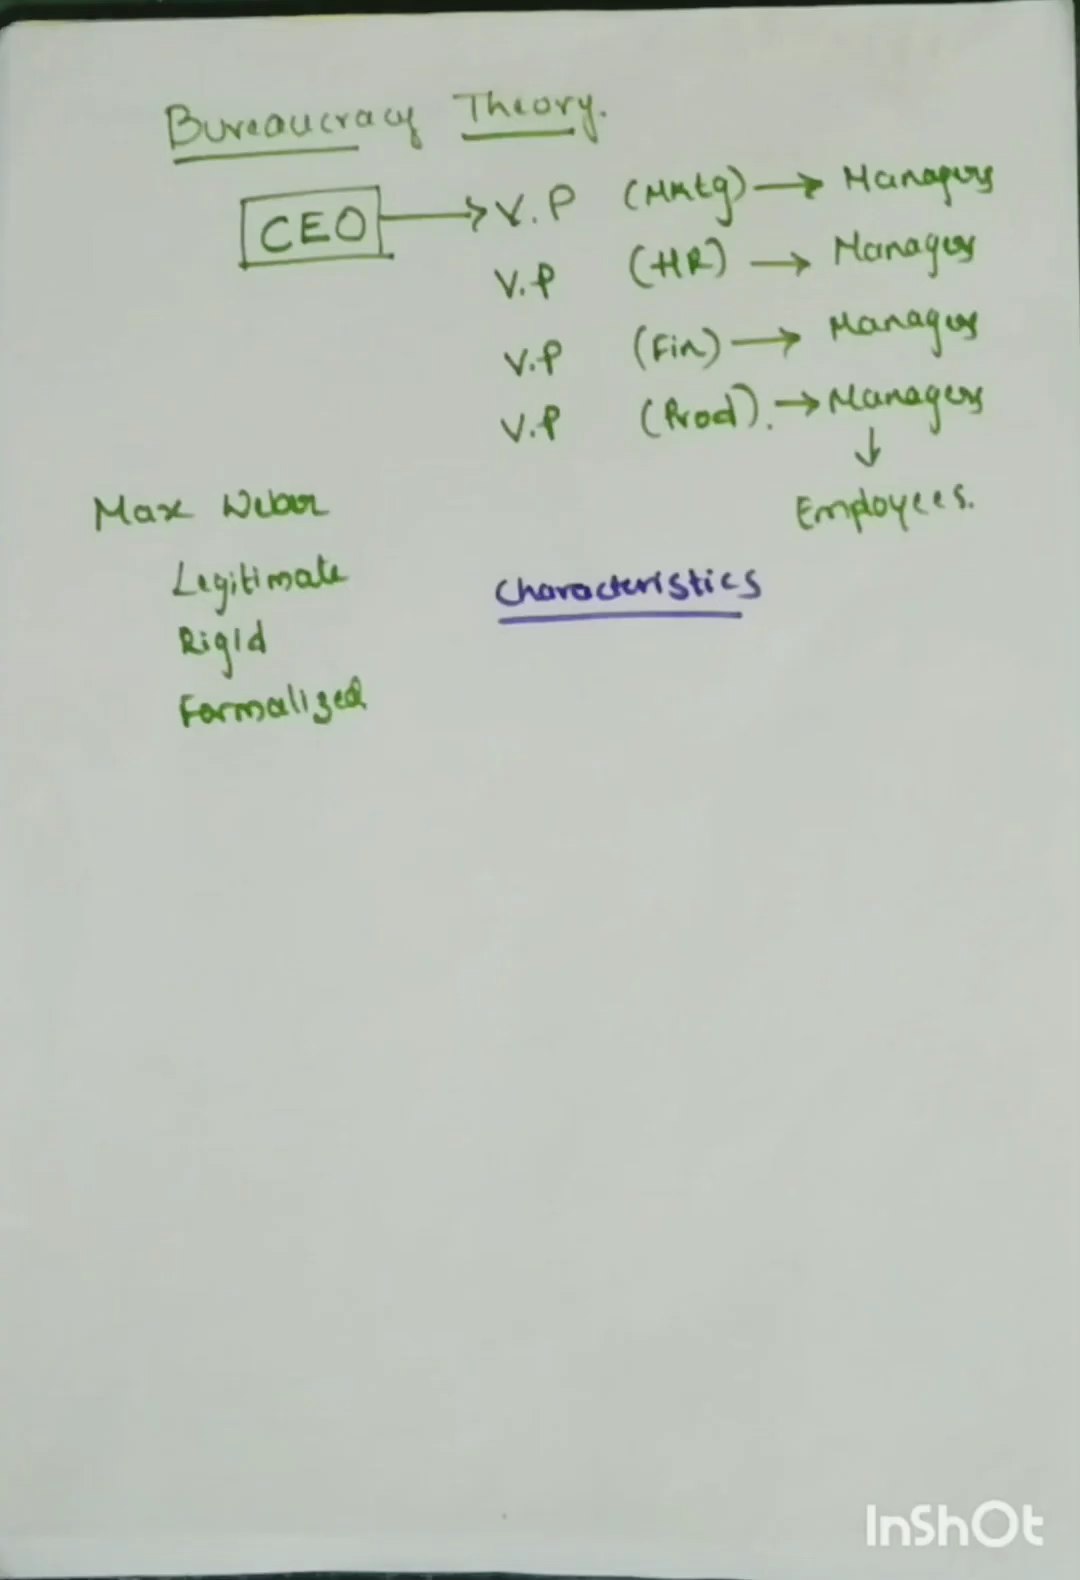 Bureaucracy Theory.
CEO → V.P (Mktg) → Managers
V.P (HR) → Managers
V.P (Fin) → Managers
V.P (Prod). → Managers
↓
Employees.
Max Weber
Legitimate
Characteristics
Rigid
Formalized
InShOt